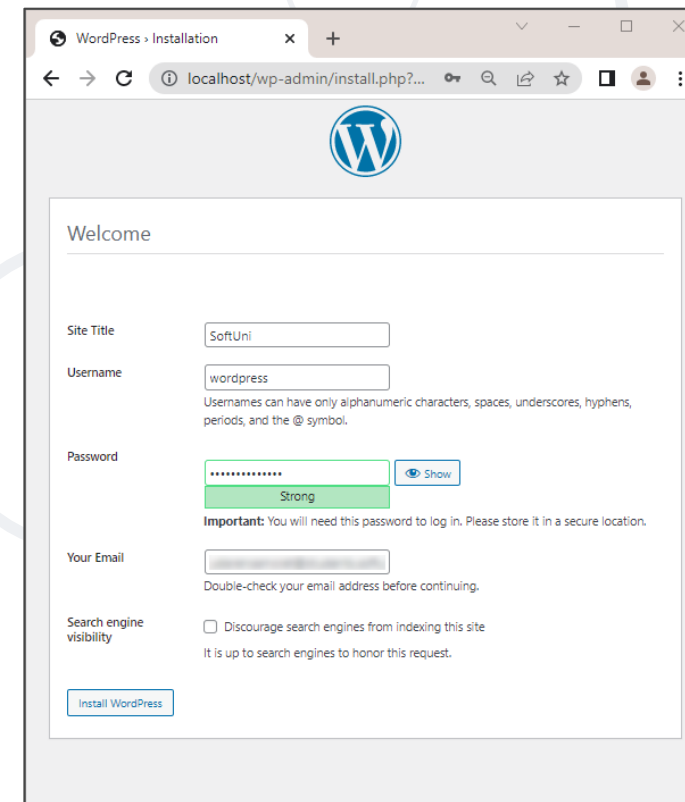 WordPress › Installation
localhost/wp-admin/install.php?...
Welcome
Site Title
SoftUni
Username
wordpress
Usernames can have only alphanumeric characters, spaces, underscores, hyphens,
periods, and the @ symbol.
Password
Show
Strong
Important: You will need this password to log in. Please store it in a secure location.
Your Email
Double-check your email address before continuing.
Search engine
visibility
Discourage search engines from indexing this site
It is up to search engines to honor this request.
Install WordPress